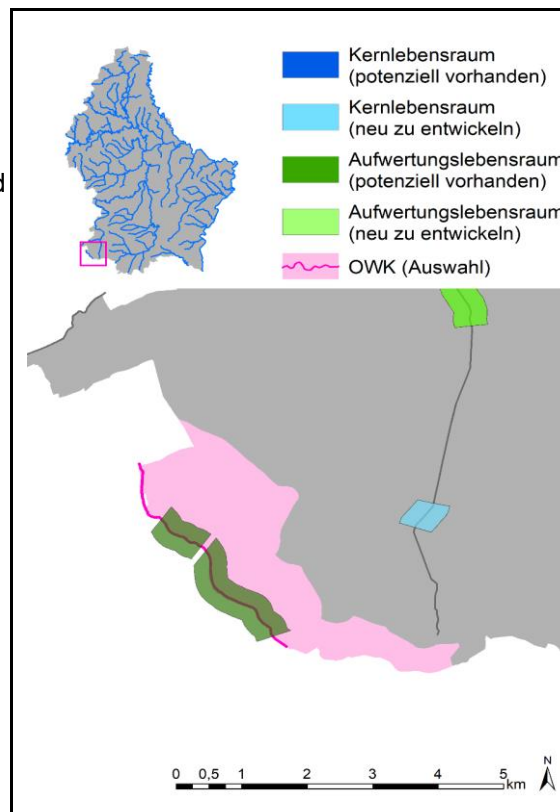 Kernlebensraum
(potenziell vorhanden)
Kernlebensraum
(neu zu entwickeln)
Aufwertungslebensraum
(potenziell vorhanden)
Aufwertungslebensraum
(neu zu entwickeln)
OWK (Auswahl)
d
0 0,5 1 2 3 4 5
km
N